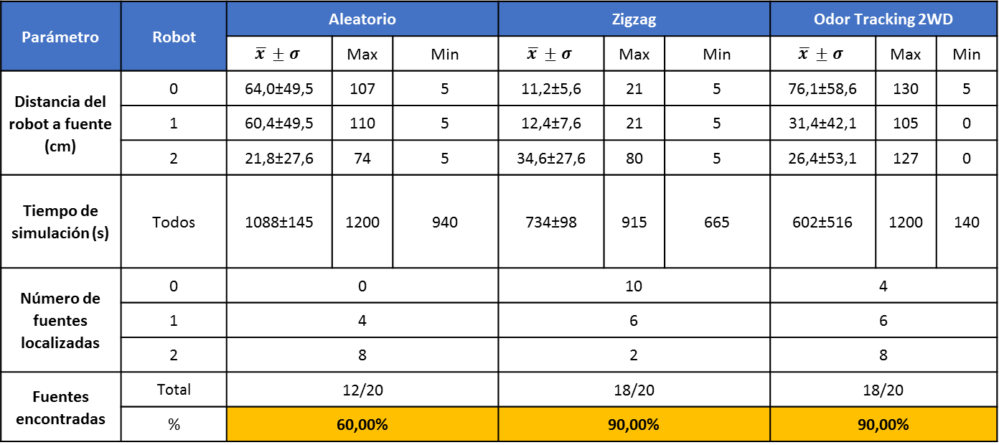 Parámetro Robot Aleatorio Zigzag Odor Tracking 2WD
x̅ ± σ Max Min x̅ ± σ Max Min x̅ ± σ Max Min
Distancia del robot a fuente (cm) 0 64,0±49,5 107 5 11,2±5,6 21 5 76,1±58,6 130 5
1 60,4±49,5 110 5 12,4±7,6 21 5 31,4±42,1 105 0
2 21,8±27,6 74 5 34,6±27,6 80 5 26,4±53,1 127 0
Tiempo de simulación (s) Todos 1088±145 1200 940 734±98 915 665 602±516 1200 140
Número de fuentes localizadas 0 0 10 4
1 4 6 6
2 8 2 8
Fuentes encontradas Total 12/20 18/20 18/20
% 60,00% 90,00% 90,00%